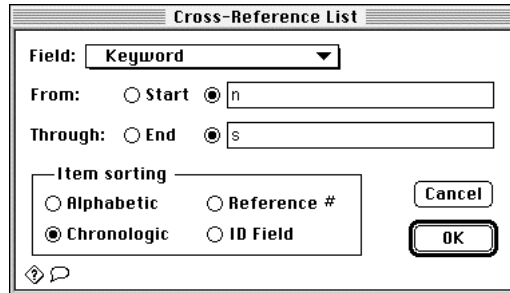 Cross-Reference List
Field: Keyword
From: Start n
Through: End s
Item sorting
Alphabetic Reference #
Chronologic ID Field
Cancel
OK
?